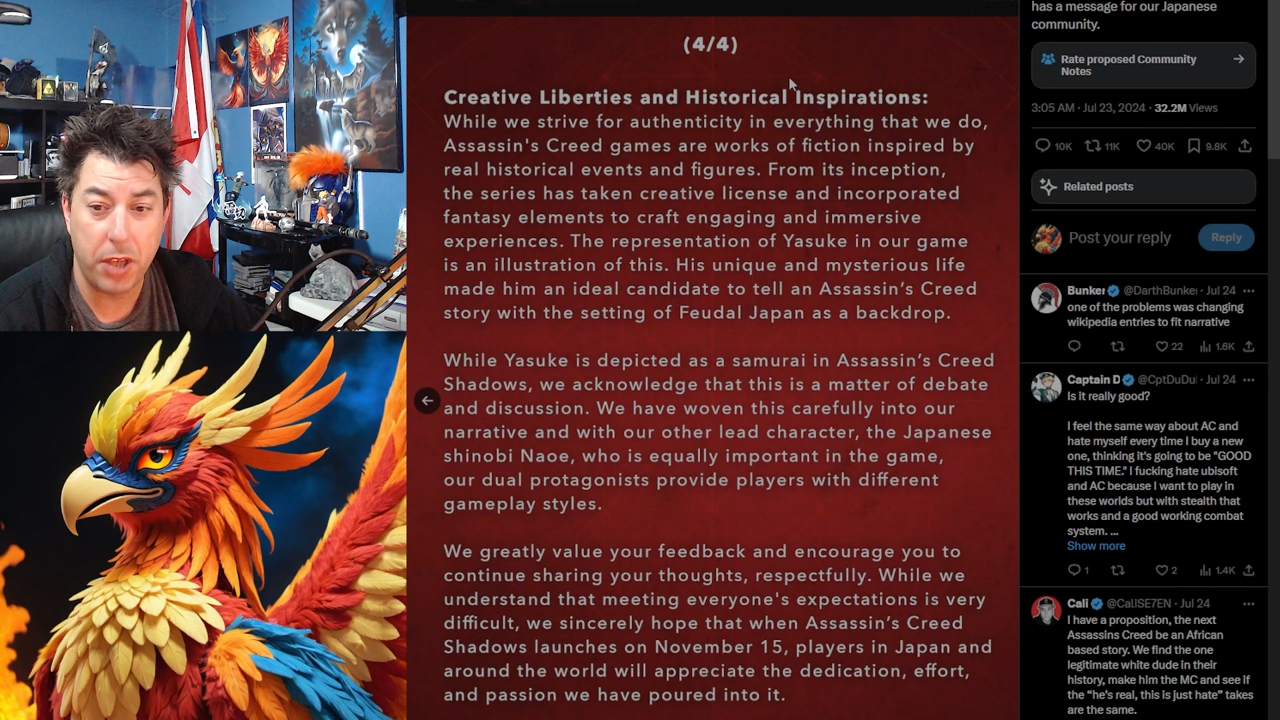 (4/4)
Creative Liberties and Historical Inspirations:
While we strive for authenticity in everything that we do,
Assassin's Creed games are works of fiction inspired by
real historical events and figures. From its inception,
the series has taken creative license and incorporated
fantasy elements to craft engaging and immersive
experiences. The representation of Yasuke in our game
is an illustration of this. His unique and mysterious life
made him an ideal candidate to tell an Assassin’s Creed
story with the setting of Feudal Japan as a backdrop.
While Yasuke is depicted as a samurai in Assassin’s Creed
Shadows, we acknowledge that this is a matter of debate
and discussion. We have woven this carefully into our
narrative and with our other lead character, the Japanese
shinobi Naoe, who is equally important in the game,
our dual protagonists provide players with different
gameplay styles.
We greatly value your feedback and encourage you to
continue sharing your thoughts, respectfully. While we
understand that meeting everyone's expectations is very
difficult, we sincerely hope that when Assassin’s Creed
Shadows launches on November 15, players in Japan and
around the world will appreciate the dedication, effort,
and passion we have poured into it.
has a message for our Japanese
community.
Rate proposed Community
Notes
3:05 AM · Jul 23, 2024 · 32.2M Views
10K 11K 40K 9.8K
Related posts
Post your reply Reply
Bunker @DarthBunker · Jul 24
one of the problems was changing
wikipedia entries to fit narrative
22 1.6K
Captain D @CptDuDu · Jul 24
Is it really good?
I feel the same way about AC and
hate myself every time I buy a new
one, thinking it's going to be "GOOD
THIS TIME." I fucking hate ubisoft
and AC because I want to play in
these worlds but with stealth that
works and a good working combat
system. ...
Show more
1 2 1.4K
Cali @CaliSE7EN · Jul 24
I have a proposition, the next
Assassins Creed be an African
based story. We find the one
legitimate white dude in their
history, make him the MC and see if
the “he’s real, this is just hate” takes
are the same.